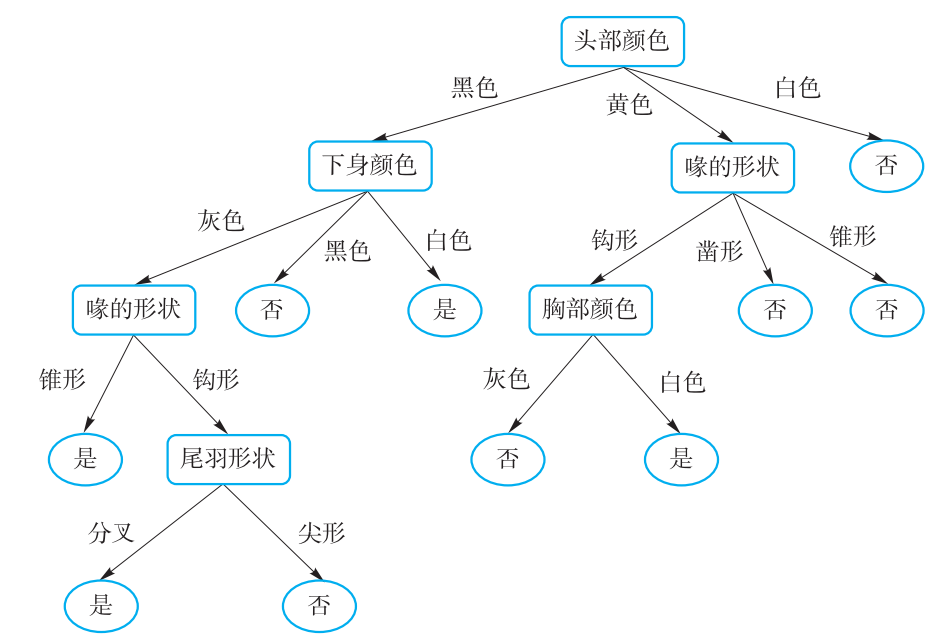 头部颜色
黑色
黄色
白色
下身颜色
喙的形状
否
灰色
黑色
白色
钩形
凿形
锥形
喙的形状
否
是
胸部颜色
否
否
锥形
钩形
灰色
白色
是
尾羽形状
否
是
分叉
尖形
是
否